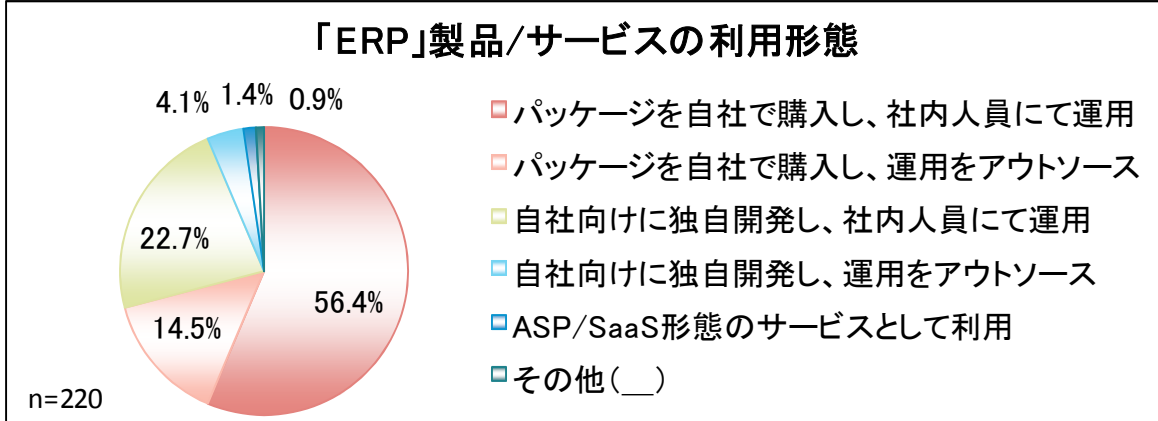 「ERP」製品/サービスの利用形態
4.1%
1.4%
0.9%
22.7%
14.5%
56.4%
n=220
パッケージを自社で購入し、社内人員にて運用
パッケージを自社で購入し、運用をアウトソース
自社向けに独自開発し、社内人員にて運用
自社向けに独自開発し、運用をアウトソース
ASP/SaaS形態のサービスとして利用
その他(__)